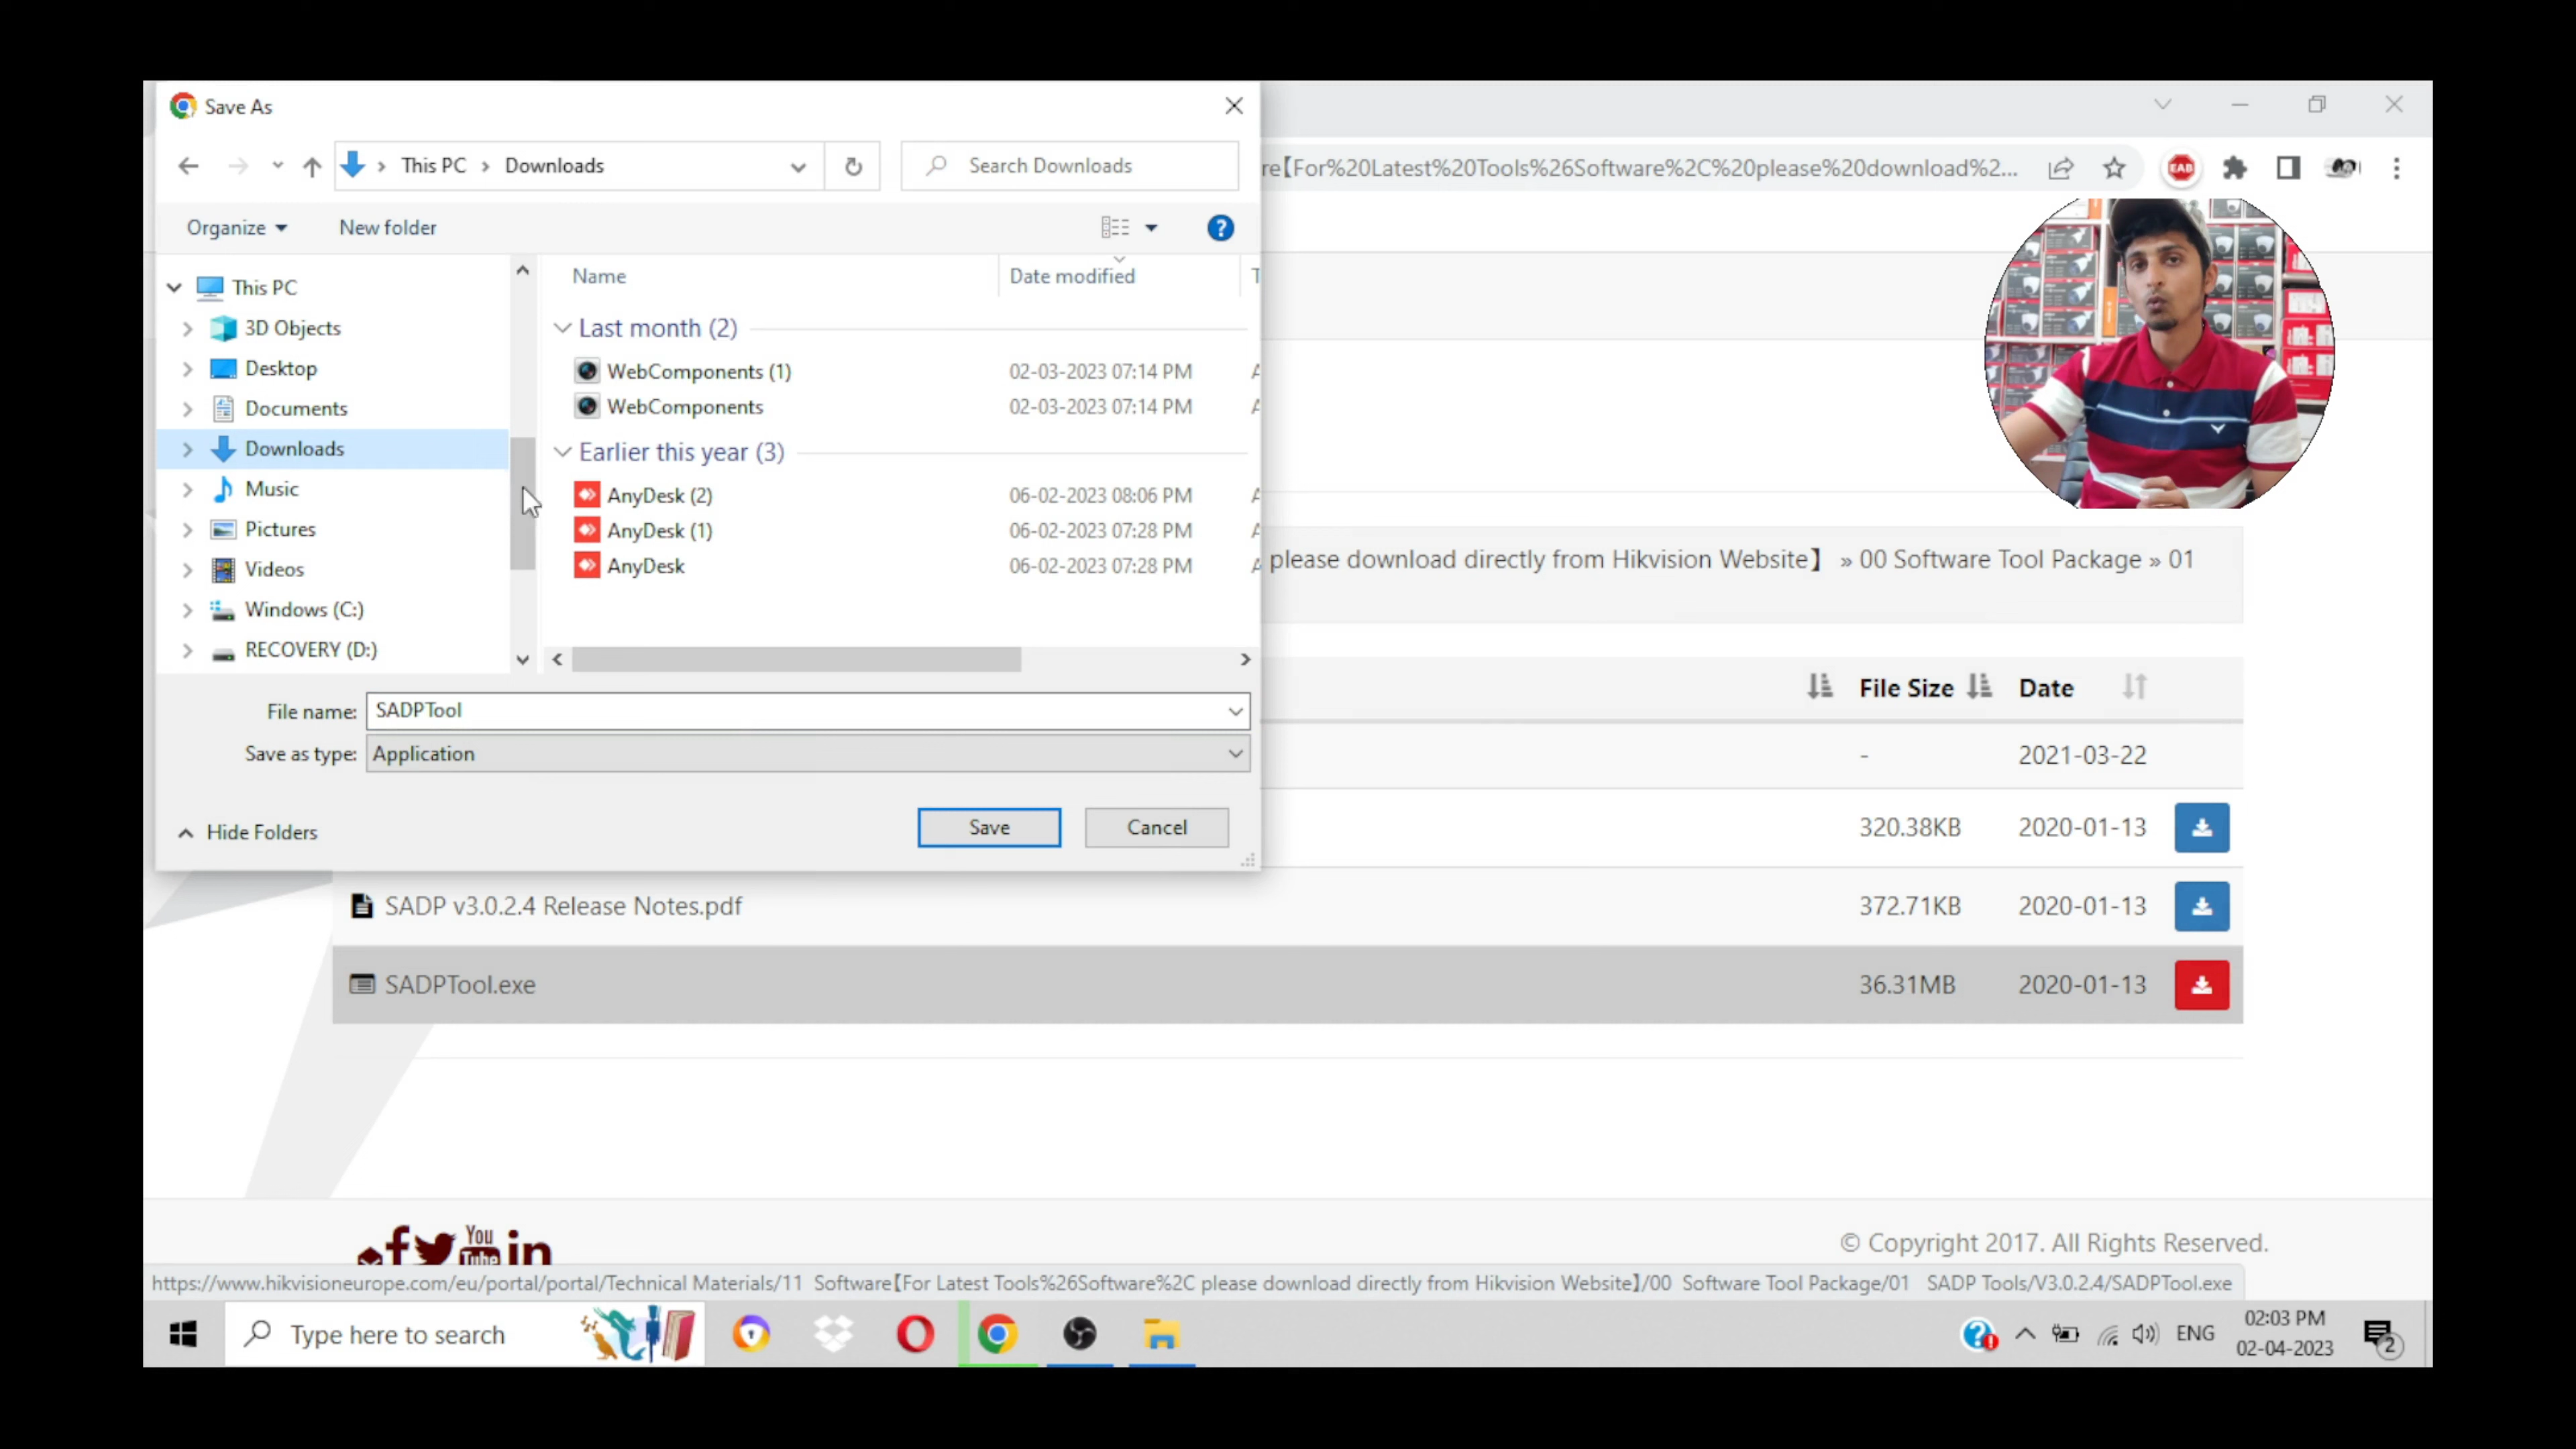 Save As
This PC
Downloads
Search Downloads
re【For%20Latest%20Tools%26Software%2C%20please%20download%2...
EAB
Organize
New folder
?
This PC
3D Objects
Desktop
Documents
Downloads
Music
Pictures
Videos
Windows (C:)
RECOVERY (D:)
Name
Date modified
Last month (2)
WebComponents (1)
02-03-2023 07:14 PM
WebComponents
02-03-2023 07:14 PM
Earlier this year (3)
AnyDesk (2)
06-02-2023 08:06 PM
AnyDesk (1)
06-02-2023 07:28 PM
AnyDesk
06-02-2023 07:28 PM
File name: SADPTool
Save as type: Application
Hide Folders
Save
Cancel
please download directly from Hikvision Website】 » 00 Software Tool Package » 01
File Size
Date
- 2021-03-22
320.38KB 2020-01-13
SADP v3.0.2.4 Release Notes.pdf 372.71KB 2020-01-13
SADPTool.exe 36.31MB 2020-01-13
You
Tube
in
© Copyright 2017. All Rights Reserved.
https://www.hikvisioneurope.com/eu/portal/portal/Technical Materials/11 Software【For Latest Tools%26Software%2C please download directly from Hikvision Website】/00 Software Tool Package/01 SADP Tools/V3.0.2.4/SADPTool.exe
Type here to search
ENG
02:03 PM
02-04-2023
2